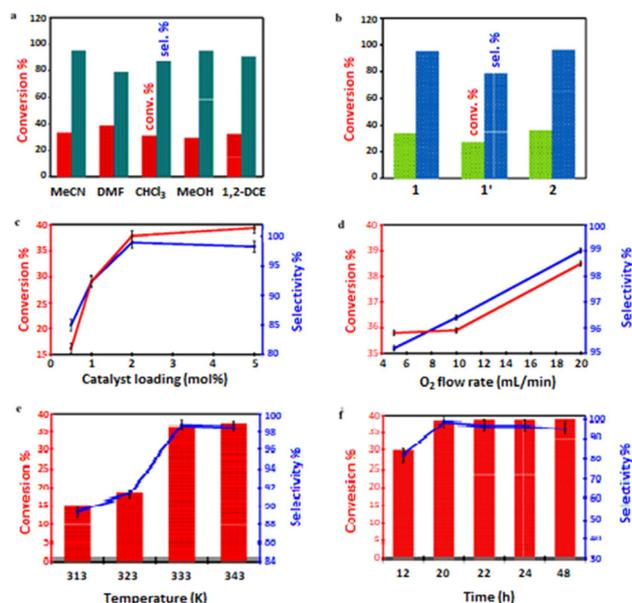 a
Conversion %
120
100
80
60
40
20
0
conv. %
sel. %
MeCN DMF CHCl3 MeOH 1,2-DCE
b
Conversion %
120
100
80
60
40
20
0
conv. %
sel. %
1 1' 2
c
Conversion %
40
35
30
25
20
15
0 1 2 3 4 5
Catalyst loading (mol%)
100
95
90
85
80
Selectivity %
d
Conversion %
39
38
37
36
35
4 6 8 10 12 14 16 18 20
O2 flow rate (mL/min)
100
99
98
97
96
95
Selectivity %
e
Conversion %
40
35
30
25
20
15
10
5
0
313 323 333 343
Temperature (K)
100
98
96
94
92
90
88
86
84
Selectivity %
f
Conversion %
40
35
30
25
20
15
10
5
0
12 20 22 24 48
Time (h)
100
90
80
70
60
50
40
30
Selectivity %